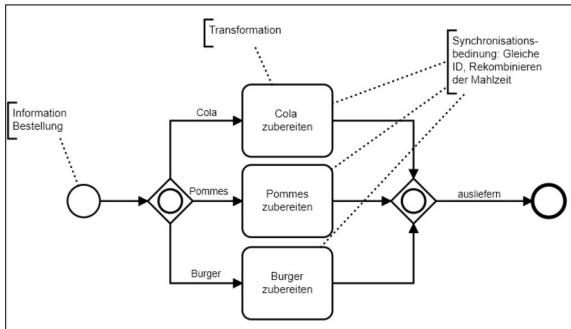 Transformation
Synchronisations-
bedinung: Gleiche
ID, Rekombinieren
der Mahlzeit
Information
Bestellung
Cola
Cola
zubereiten
Pommes
Pommes
zubereiten
ausliefern
Burger
Burger
zubereiten